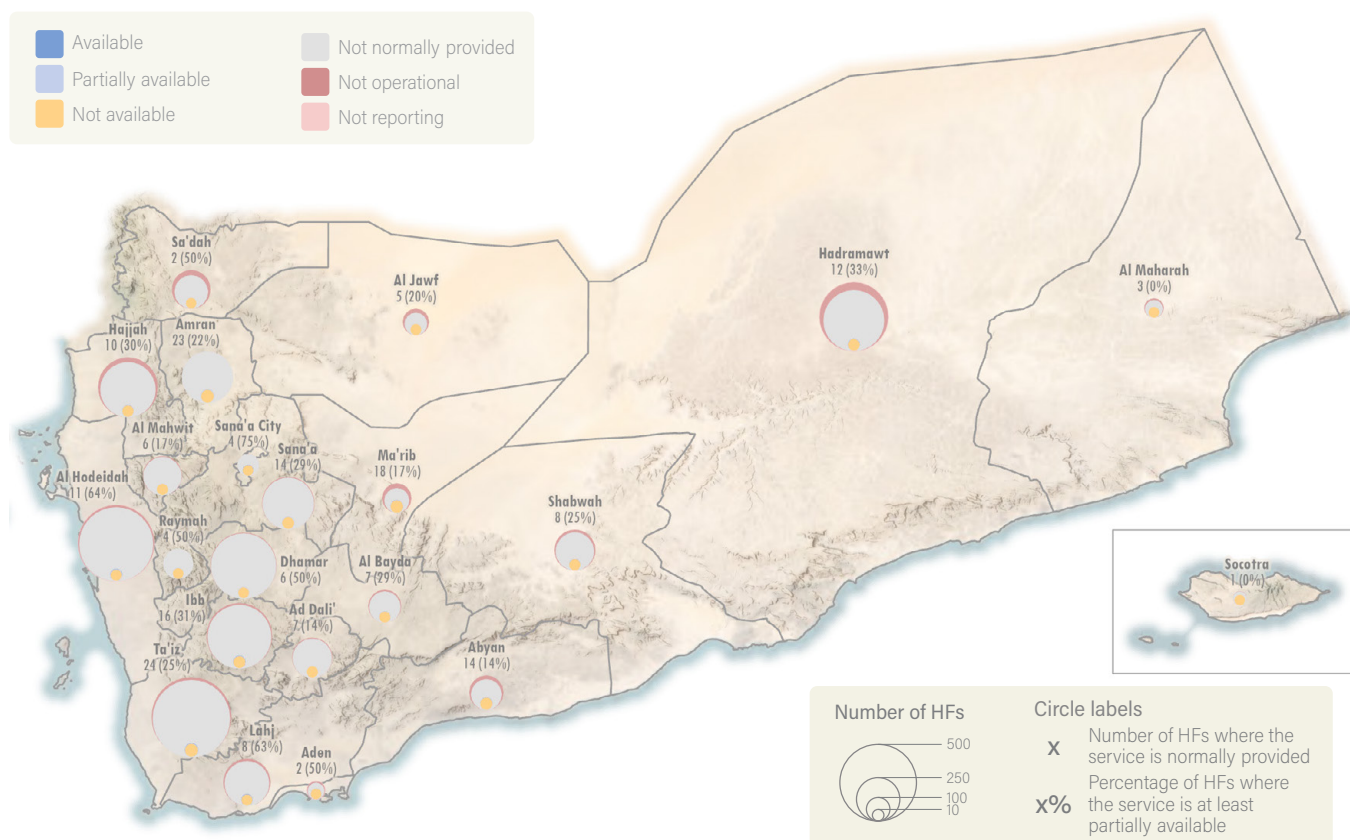 Available
Partially available
Not available
Not normally provided
Not operational
Not reporting
Sa'dah
2 (50%)
Al Jawf
5 (20%)
Hadramawt
12 (33%)
Al Maharah
3 (0%)
Hajjah
10 (30%)
Amran
23 (22%)
Al Mahwit
6 (17%)
Sana'a City
4 (75%)
Sana'a
14 (29%)
Ma'rib
18 (17%)
Al Hodeidah
11 (64%)
Shabwah
8 (25%)
Raymah
4 (50%)
Dhamar
6 (50%)
Al Bayda
7 (29%)
Socotra
1 (0%)
Ibb
16 (31%)
Ad Dali'
7 (14%)
Ta'iz
24 (25%)
Abyan
14 (14%)
Lahj
8 (63%)
Aden
2 (50%)
Number of HFs
500
250
100
10
Circle labels
x Number of HFs where the
service is normally provided
x% Percentage of HFs where
the service is at least
partially available